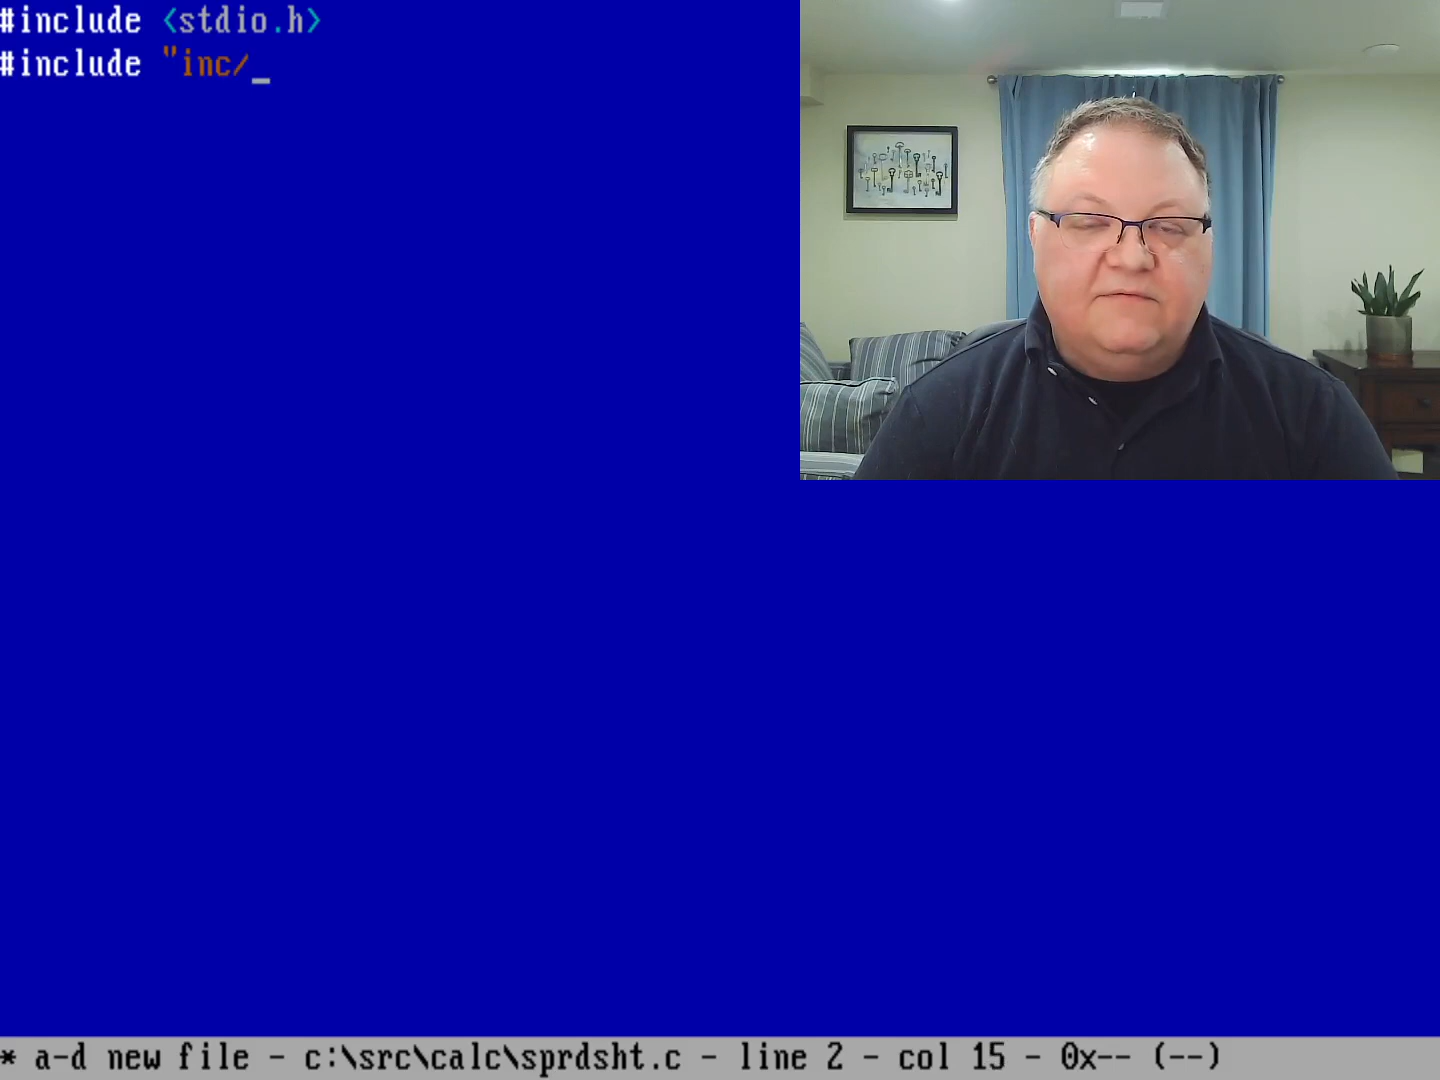 #include <stdio.h>
#include "inc/_
* a-d new file - c:\src\calc\sprdsht.c - line 2 - col 15 - 0x-- (--)